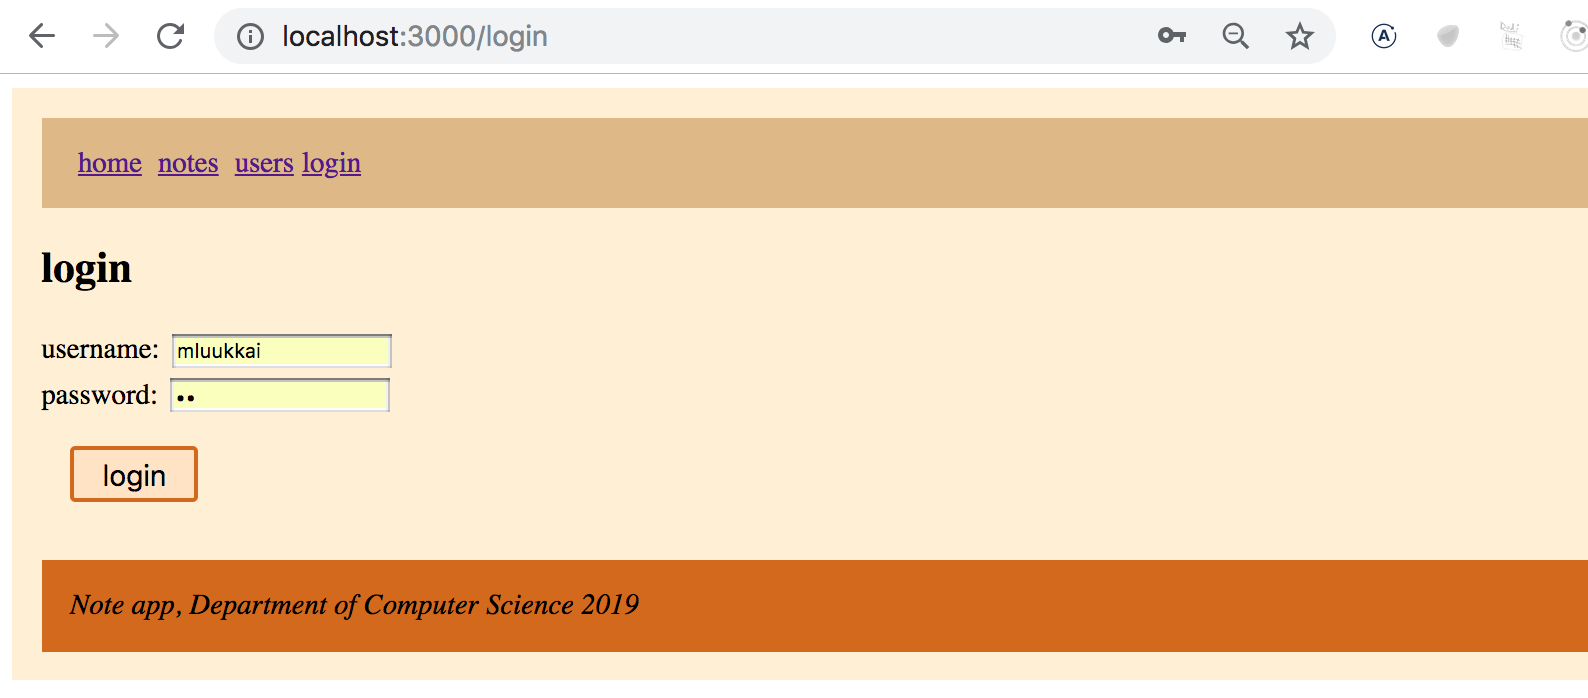 localhost:3000/login
A
home notes users login
login
username: mluukkai
password: ••
login
Note app, Department of Computer Science 2019